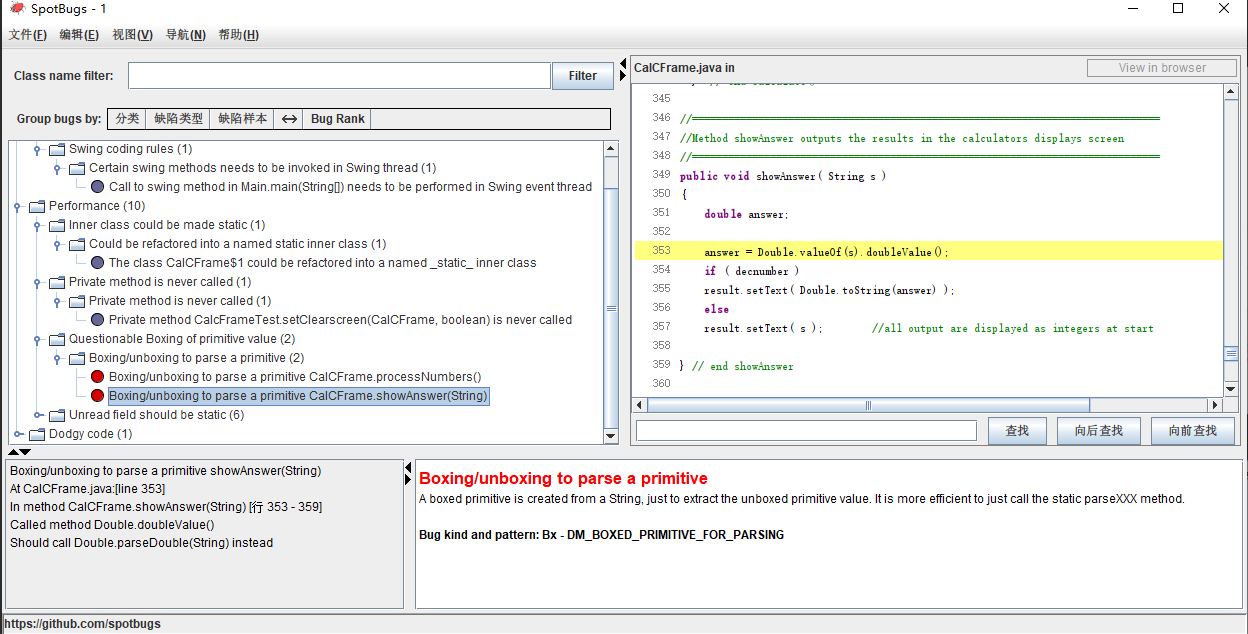 SpotBugs - 1
文件(F) 编辑(E) 视图(V) 导航(N) 帮助(H)
Class name filter: Filter
Group bugs by: 分类 缺陷类型 缺陷样本 Bug Rank
Swing coding rules (1)
Certain swing methods needs to be invoked in Swing thread (1)
Call to swing method in Main.main(String[]) needs to be performed in Swing event thread
Performance (10)
Inner class could be made static (1)
Could be refactored into a named static inner class (1)
The class CalCFrame$1 could be refactored into a named _static_ inner class
Private method is never called (1)
Private method is never called (1)
Private method CalcFrameTest.setClearscreen(CalCFrame, boolean) is never called
Questionable Boxing of primitive value (2)
Boxing/unboxing to parse a primitive (2)
Boxing/unboxing to parse a primitive CalCFrame.processNumbers()
Boxing/unboxing to parse a primitive CalCFrame.showAnswer(String)
Unread field should be static (6)
Dodgy code (1)
CalCFrame.java in View in browser
345
346 //==========================================================================
347 //Method showAnswer outputs the results in the calculators displays screen
348 //==========================================================================
349 public void showAnswer( String s )
350 {
351 double answer;
352
353 answer = Double.valueOf(s).doubleValue();
354 if ( decnumber )
355 result.setText( Double.toString(answer) );
356 else
357 result.setText( s ); //all output are displayed as integers at start
358
359 } // end showAnswer
360
查找 向后查找 向前查找
Boxing/unboxing to parse a primitive showAnswer(String)
At CalCFrame.java:[line 353]
In method CalCFrame.showAnswer(String) [行 353 - 359]
Called method Double.doubleValue()
Should call Double.parseDouble(String) instead
Boxing/unboxing to parse a primitive
A boxed primitive is created from a String, just to extract the unboxed primitive value. It is more efficient to just call the static parseXXX method.
Bug kind and pattern: Bx - DM_BOXED_PRIMITIVE_FOR_PARSING
https://github.com/spotbugs